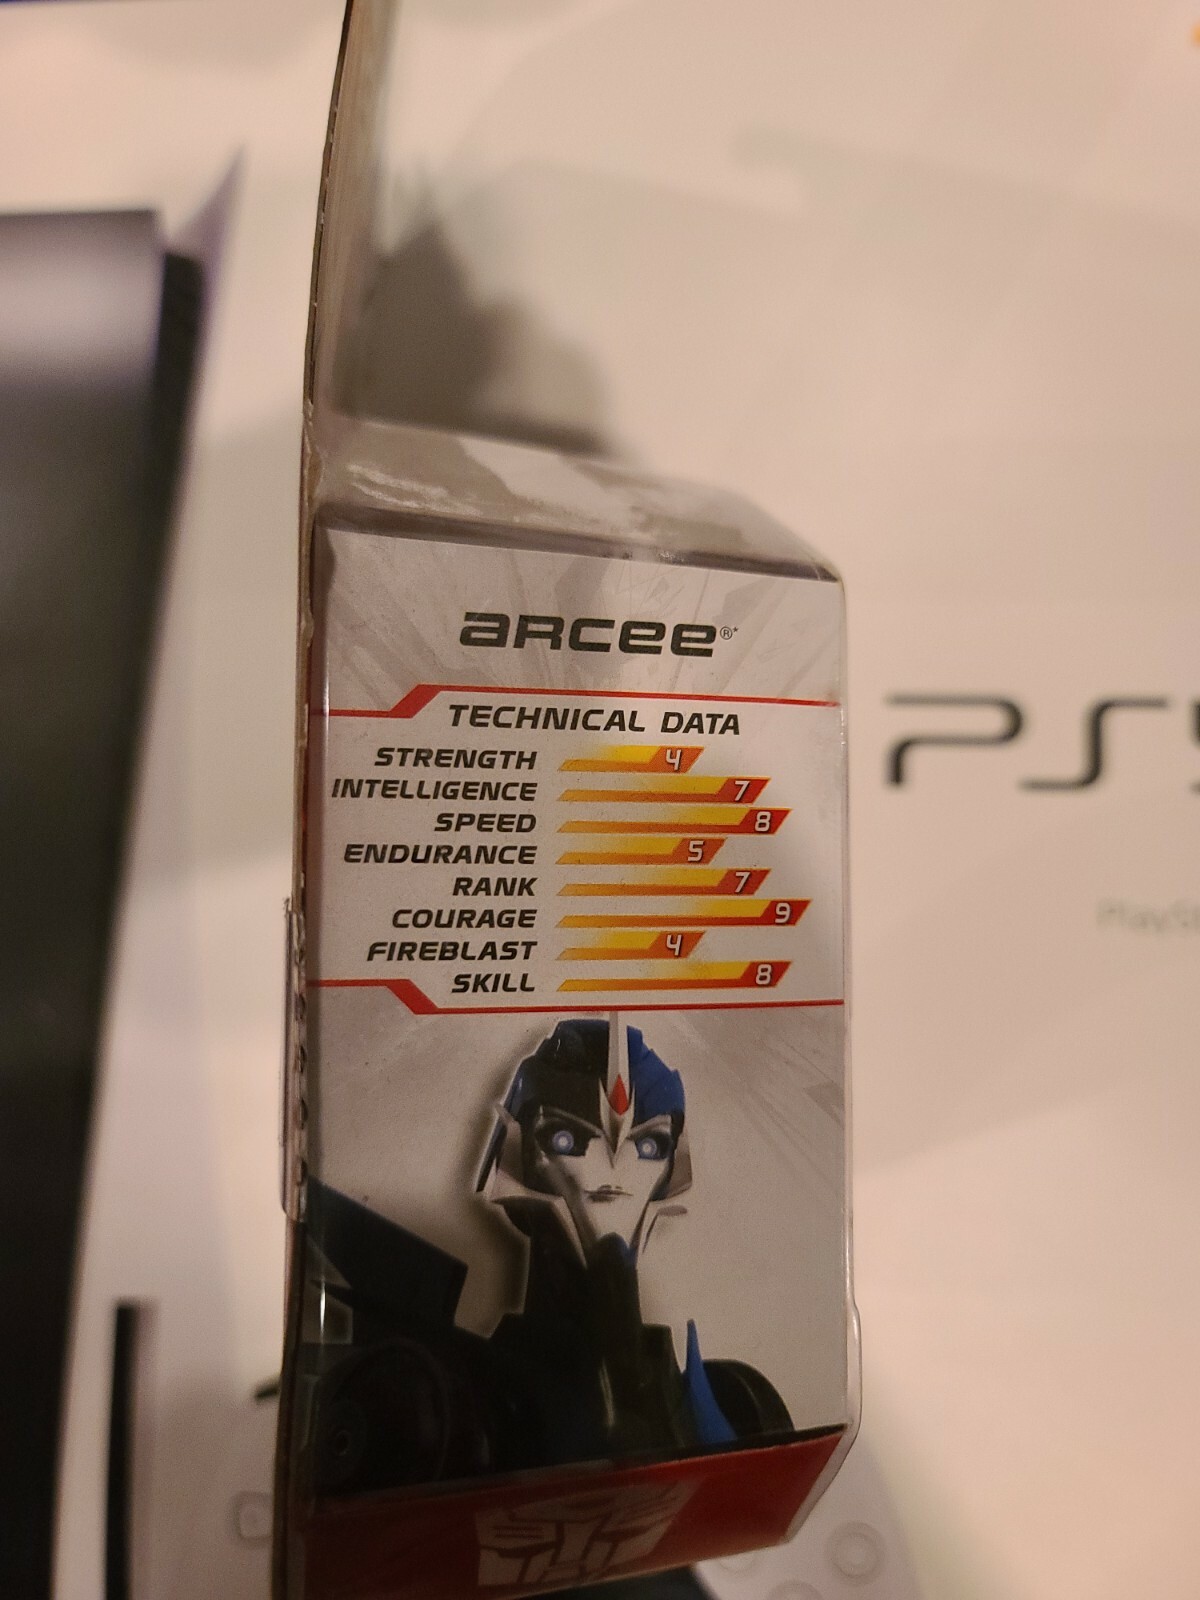 arcee®*
TECHNICAL DATA
STRENGTH 4
INTELLIGENCE 7
SPEED 8
ENDURANCE 5
RANK 7
COURAGE 9
FIREBLAST 4
SKILL 8
PS